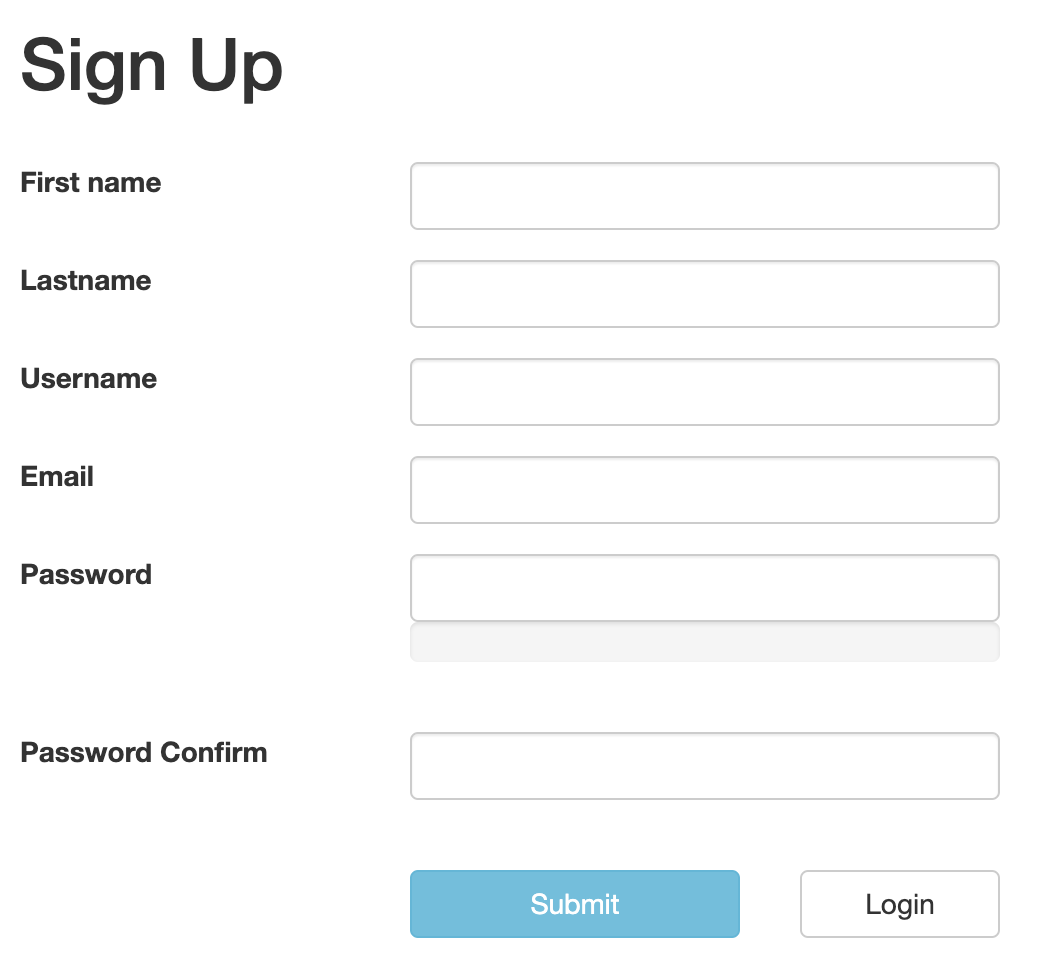 Sign Up
First name
Lastname
Username
Email
Password
Password Confirm
Submit
Login